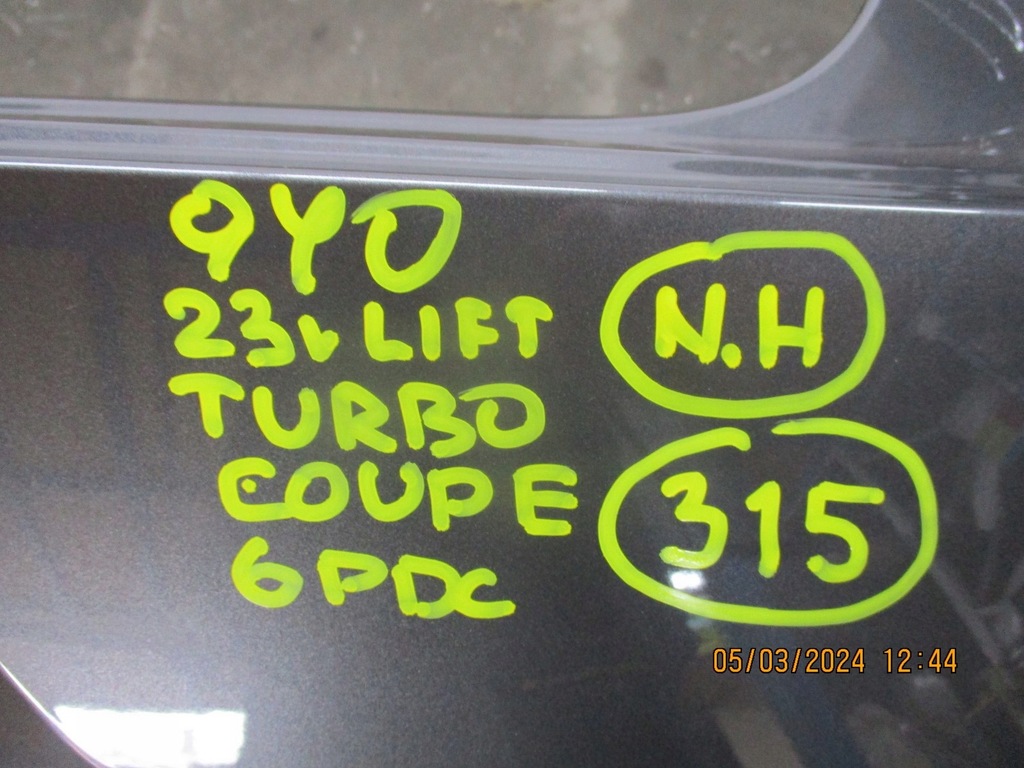 9Y0
23r LIFT
TURBO
COUPE
6PDC
N.H
315
05/03/2024 12:44